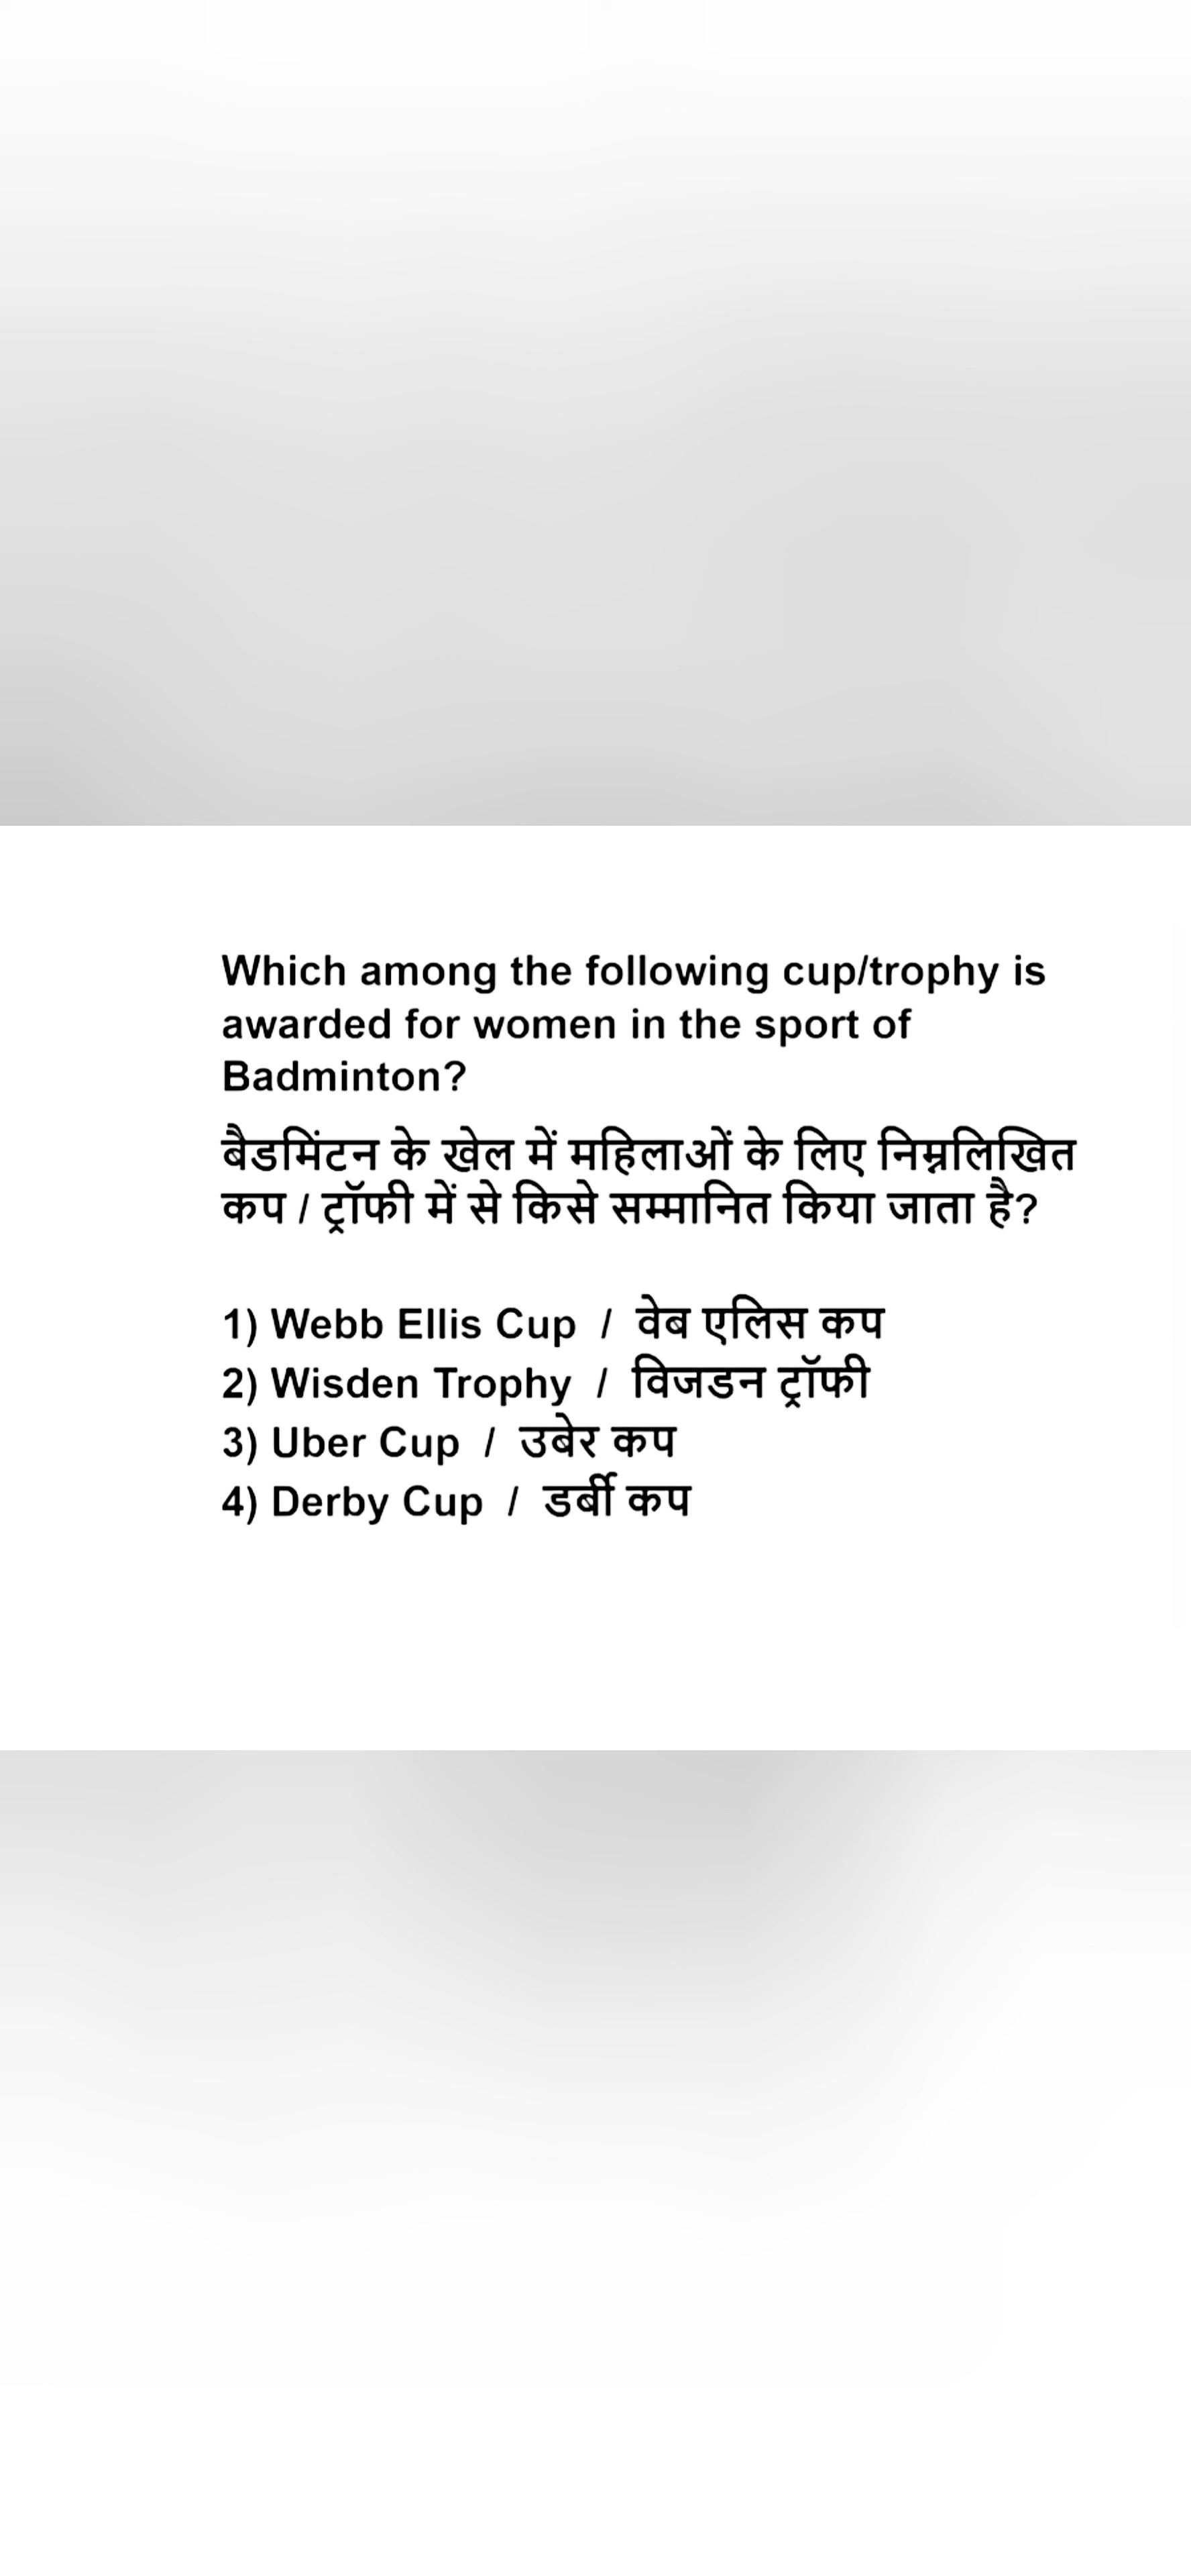 Which among the following cup/trophy is
awarded for women in the sport of
Badminton?
बैडमिंटन के खेल में महिलाओं के लिए निम्नलिखित
कप / ट्रॉफी में से किसे सम्मानित किया जाता है?
1) Webb Ellis Cup / वेब एलिस कप
2) Wisden Trophy / विजडन ट्रॉफी
3) Uber Cup / उबेर कप
4) Derby Cup / डर्बी कप